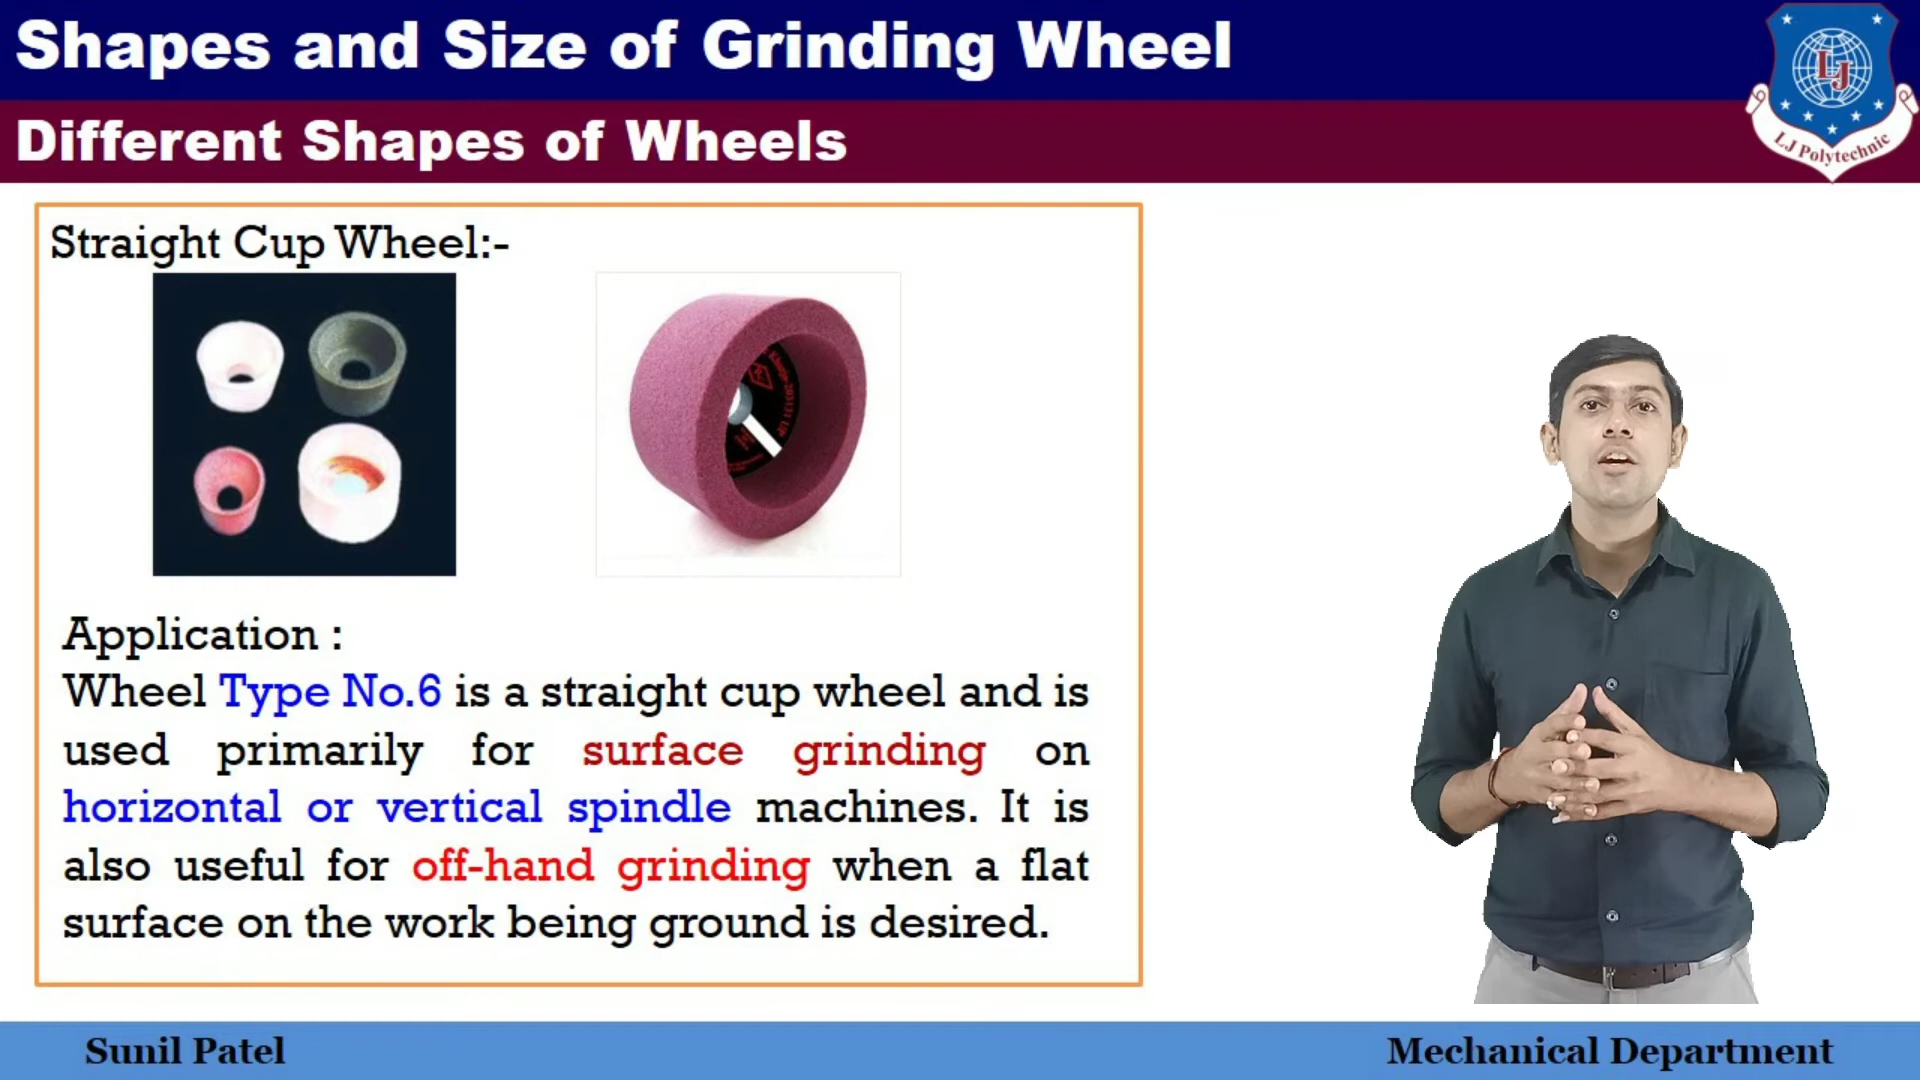 Shapes and Size of Grinding Wheel
Different Shapes of Wheels
LJ
LJ Polytechnic
Straight Cup Wheel:-
Application :
Wheel Type No.6 is a straight cup wheel and is
used primarily for surface grinding on
horizontal or vertical spindle machines. It is
also useful for off-hand grinding when a flat
surface on the work being ground is desired.
Sunil Patel
Mechanical Department